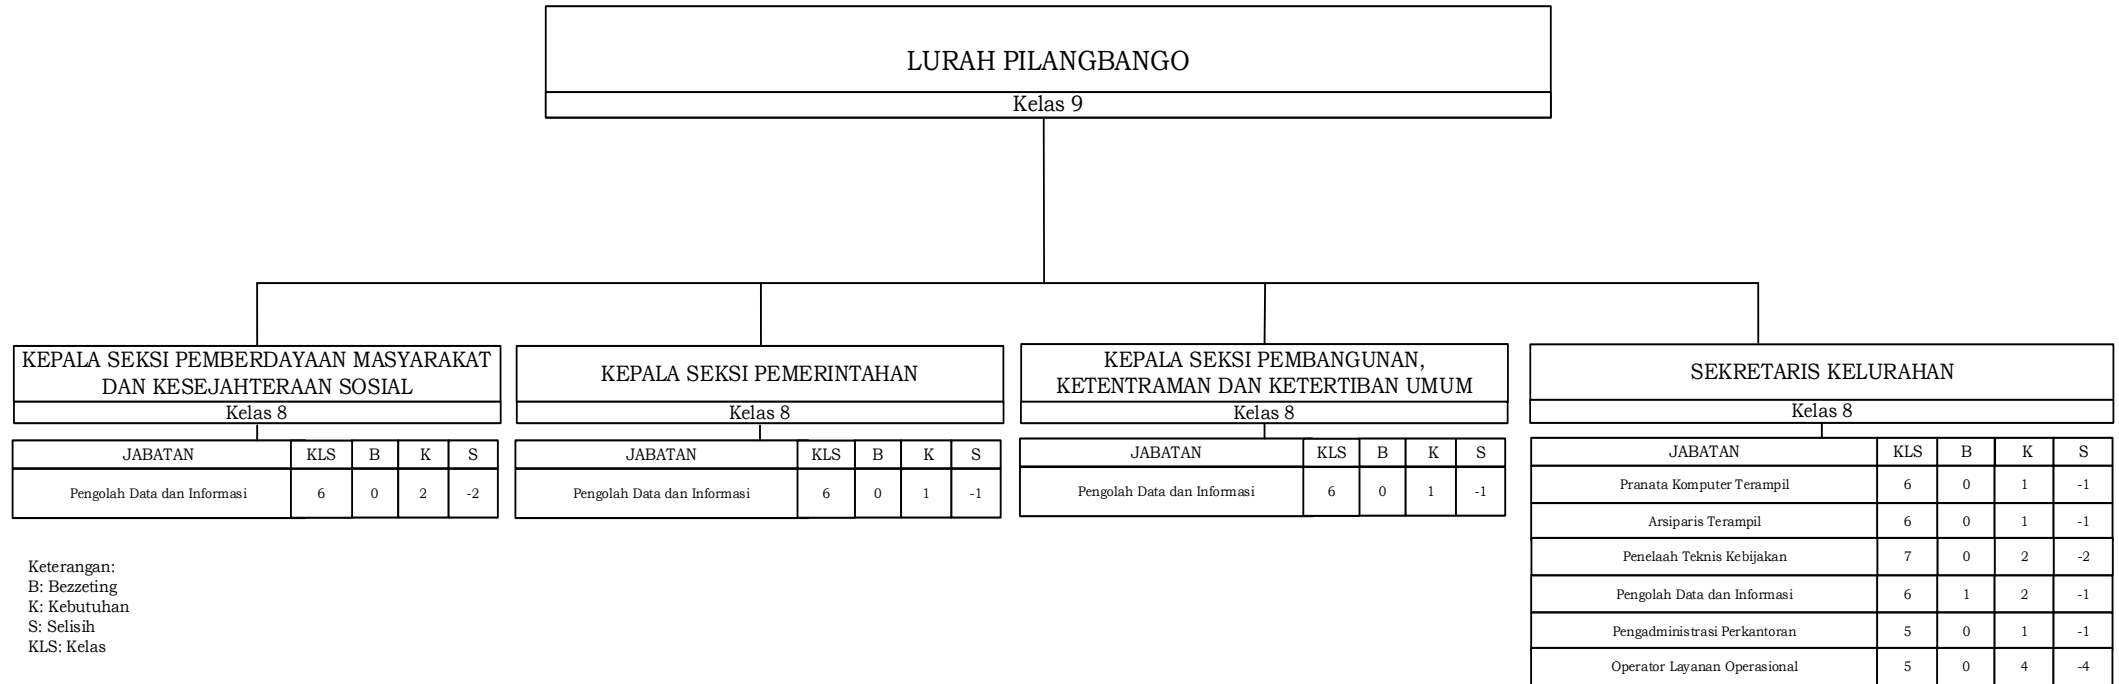 LURAH PILANGBANGO
Kelas 9
KEPALA SEKSI PEMBERDAYAAN MASYARAKAT
DAN KESEJAHTERAAN SOSIAL
Kelas 8
JABATAN KLS B K S
Pengolah Data dan Informasi 6 0 2 -2
KEPALA SEKSI PEMERINTAHAN
Kelas 8
JABATAN KLS B K S
Pengolah Data dan Informasi 6 0 1 -1
KEPALA SEKSI PEMBANGUNAN,
KETENTRAMAN DAN KETERTIBAN UMUM
Kelas 8
JABATAN KLS B K S
Pengolah Data dan Informasi 6 0 1 -1
SEKRETARIS KELURAHAN
Kelas 8
JABATAN KLS B K S
Pranata Komputer Terampil 6 0 1 -1
Arsiparis Terampil 6 0 1 -1
Penelaah Teknis Kebijakan 7 0 2 -2
Pengolah Data dan Informasi 6 1 2 -1
Pengadministrasi Perkantoran 5 0 1 -1
Operator Layanan Operasional 5 0 4 -4
Keterangan:
B: Bezzeting
K: Kebutuhan
S: Selisih
KLS: Kelas